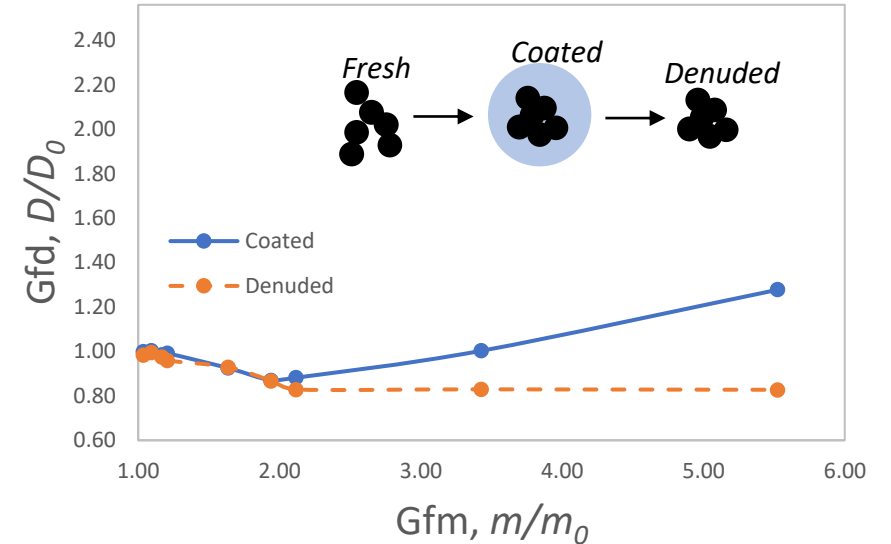 2.40
2.20
2.00
1.80
1.60
1.40
1.20
1.00
0.80
0.60
Gfd, D/D0
Fresh
Coated
Denuded
Coated
Denuded
1.00 2.00 3.00 4.00 5.00 6.00
Gfm, m/m0